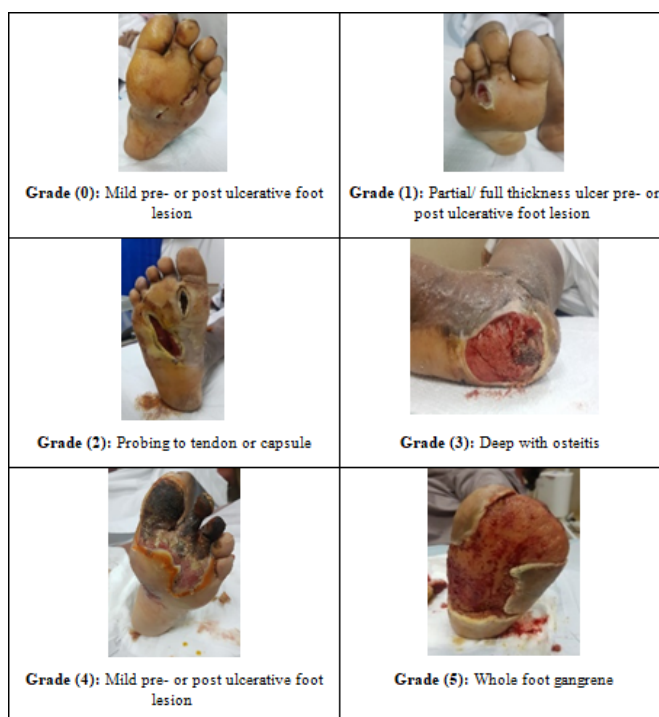 Grade (0): Mild pre- or post ulcerative foot
lesion
Grade (1): Partial/ full thickness ulcer pre- or
post ulcerative foot lesion
Grade (2): Probing to tendon or capsule
Grade (3): Deep with osteitis
Grade (4): Mild pre- or post ulcerative foot
lesion
Grade (5): Whole foot gangrene